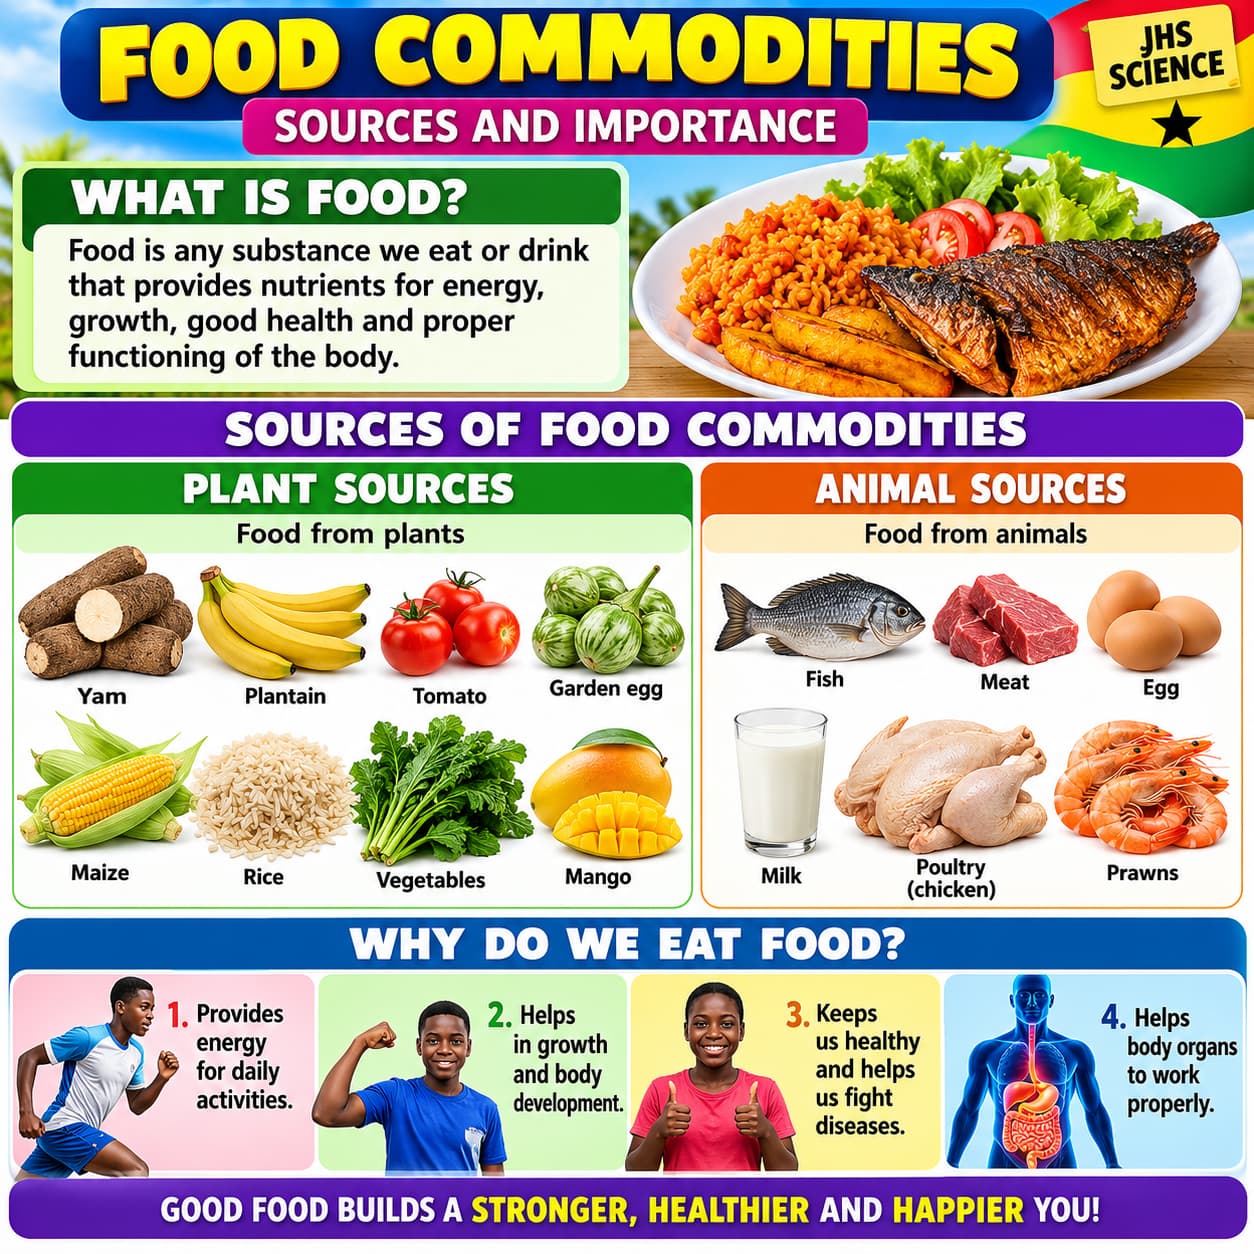 FOOD COMMODITIES
JHS
SCIENCE
SOURCES AND IMPORTANCE
WHAT IS FOOD?
Food is any substance we eat or drink
that provides nutrients for energy,
growth, good health and proper
functioning of the body.
SOURCES OF FOOD COMMODITIES
PLANT SOURCES
Food from plants
Yam
Plantain
Tomato
Garden egg
Maize
Rice
Vegetables
Mango
ANIMAL SOURCES
Food from animals
Fish
Meat
Egg
Milk
Poultry
(chicken)
Prawns
WHY DO WE EAT FOOD?
1. Provides
energy
for daily
activities.
2. Helps
in growth
and body
development.
3. Keeps
us healthy
and helps
us fight
diseases.
4. Helps
body organs
to work
properly.
GOOD FOOD BUILDS A STRONGER, HEALTHIER AND HAPPIER YOU!